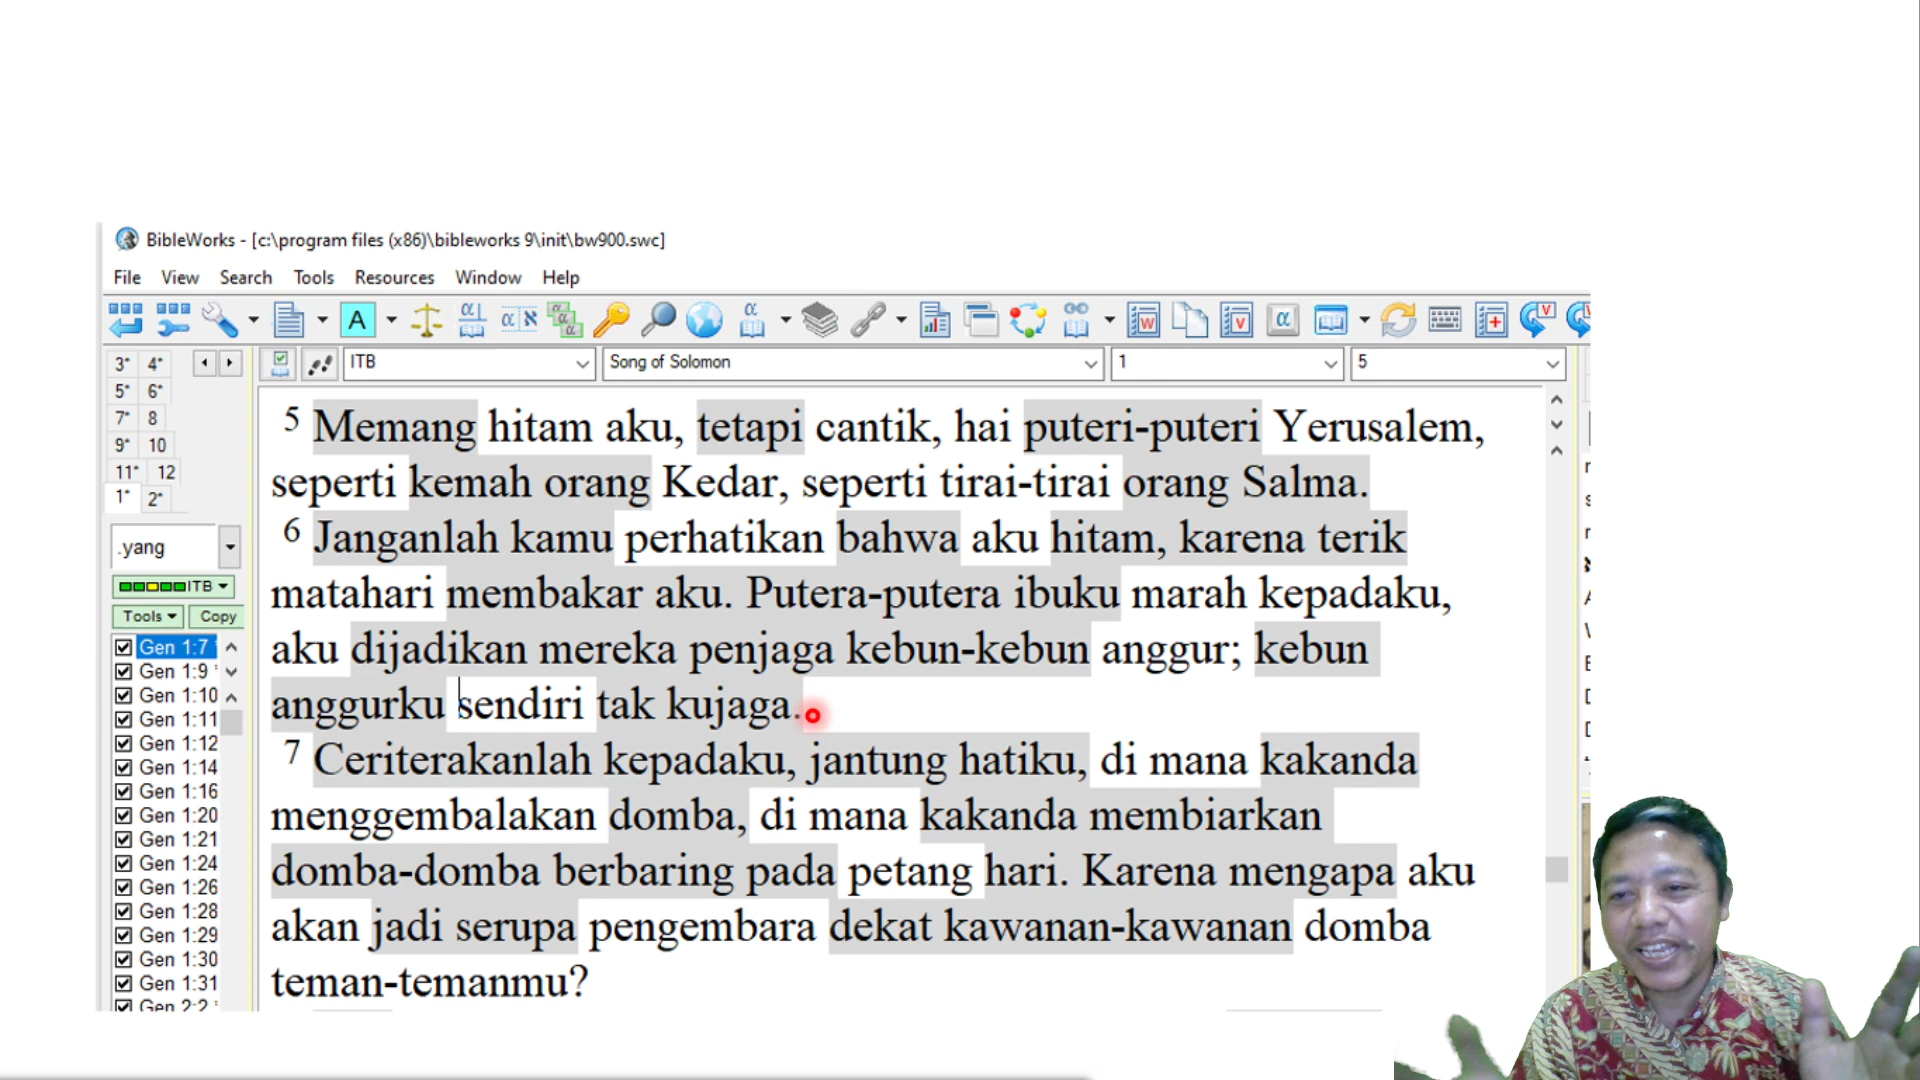 BibleWorks - [c:\program files (x86)\bibleworks 9\init\bw900.swc]
File View Search Tools Resources Window Help
3* 4*
5* 6*
7* 8
9* 10
11* 12
1* 2*
ITB Song of Solomon 1 5
.yang
ITB
Tools Copy
Gen 1:7
Gen 1:9
Gen 1:10
Gen 1:11
Gen 1:12
Gen 1:14
Gen 1:16
Gen 1:20
Gen 1:21
Gen 1:24
Gen 1:26
Gen 1:28
Gen 1:29
Gen 1:30
Gen 1:31
Gen 2:2
5 Memang hitam aku, tetapi cantik, hai puteri-puteri Yerusalem,
seperti kemah orang Kedar, seperti tirai-tirai orang Salma.
6 Janganlah kamu perhatikan bahwa aku hitam, karena terik
matahari membakar aku. Putera-putera ibuku marah kepadaku,
aku dijadikan mereka penjaga kebun-kebun anggur; kebun
anggurku sendiri tak kujaga.
7 Ceriterakanlah kepadaku, jantung hatiku, di mana kakanda
menggembalakan domba, di mana kakanda membiarkan
domba-domba berbaring pada petang hari. Karena mengapa aku
akan jadi serupa pengembara dekat kawanan-kawanan domba
teman-temanmu?